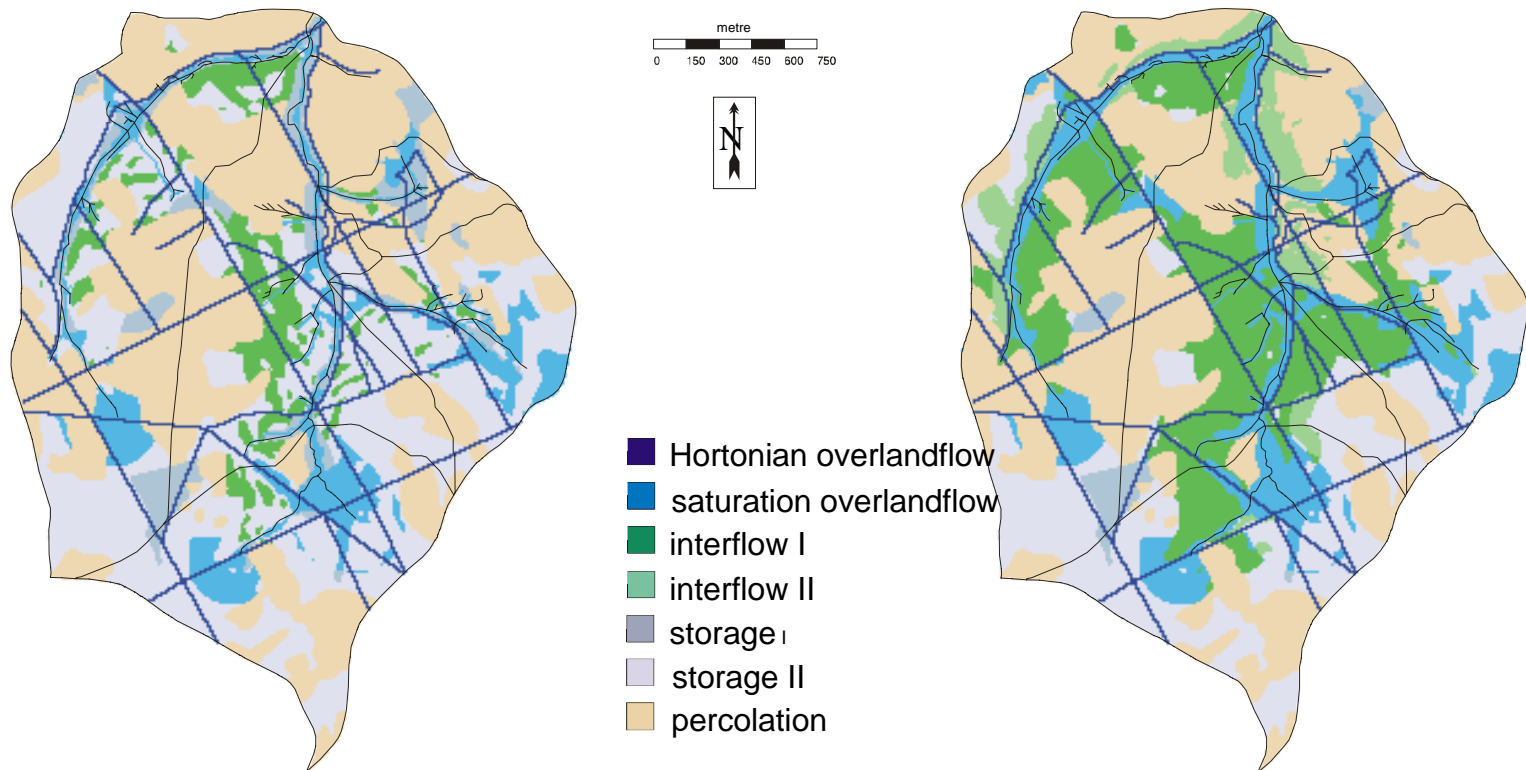 metre
0 150 300 450 600 750
N
Hortonian overlandflow
saturation overlandflow
interflow I
interflow II
storage I
storage II
percolation